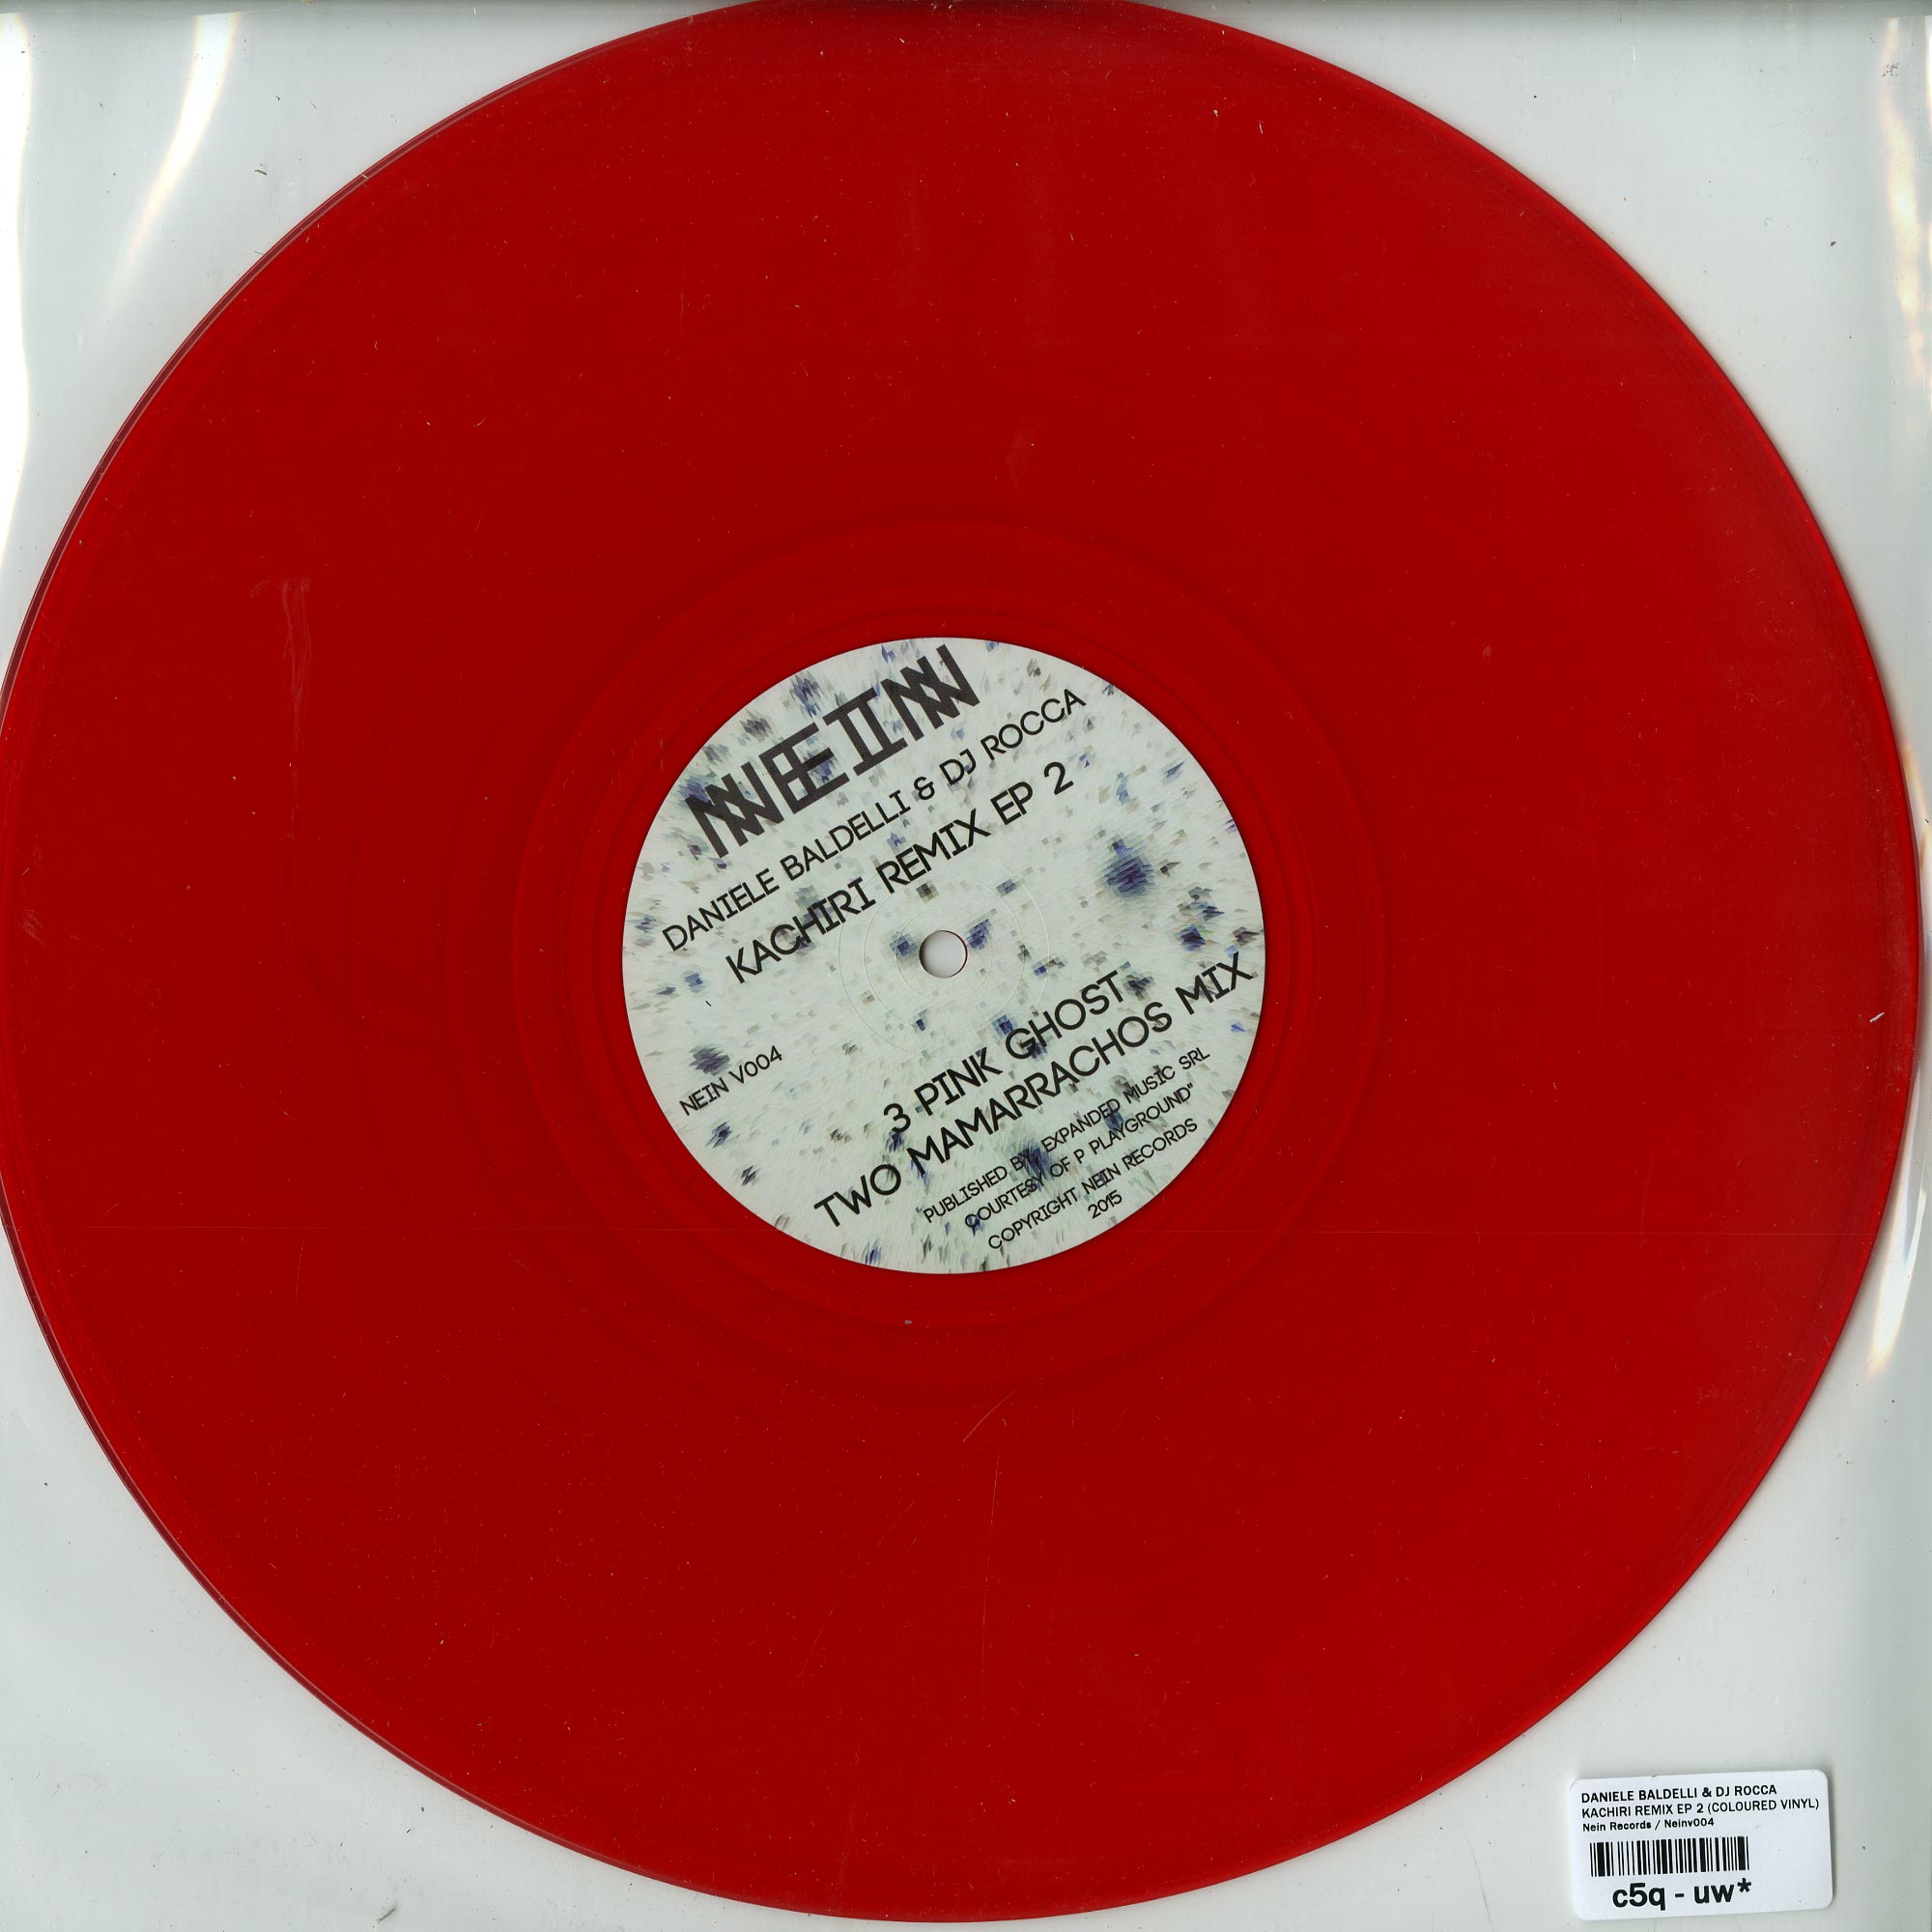 NEIN
DANIELE BALDELLI & DJ ROCCA
KACHIRI REMIX EP 2
NEIN V004
3 PINK GHOST
TWO MAMARRACHOS MIX
PUBLISHED BY, EXPANDED MUSIC SRL
COURTESY OF P PLAYGROUND"
COPYRIGHT NEIN RECORDS
2015
DANIELE BALDELLI & DJ ROCCA
KACHIRI REMIX EP 2 (COLOURED VINYL)
Nein Records / Neinv004
c5q - uw*